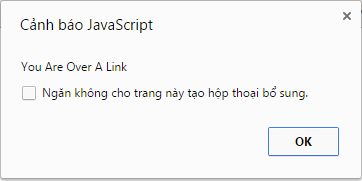 Cảnh báo JavaScript
You Are Over A Link
Ngăn không cho trang này tạo hộp thoại bổ sung.
OK